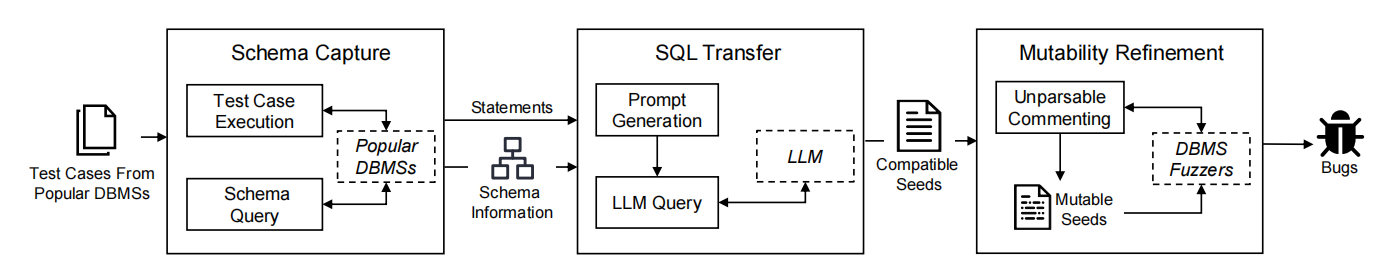 Schema Capture
Test Case
Execution
Schema
Query
Popular
DBMSs
Test Cases From
Popular DBMSs
Statements
Schema
Information
SQL Transfer
Prompt
Generation
LLM Query
LLM
Compatible
Seeds
Mutability Refinement
Unparsable
Commenting
Mutable
Seeds
DBMS
Fuzzers
Bugs